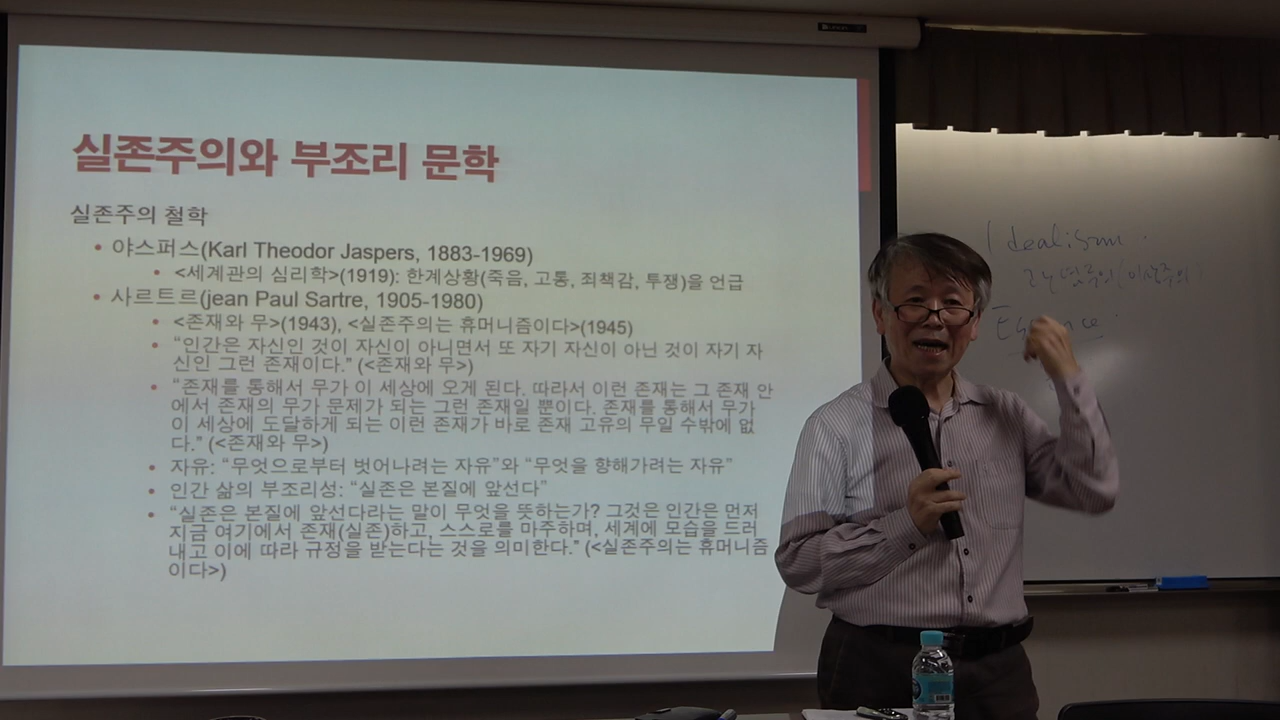 실존주의와 부조리 문학
실존주의 철학
• 야스퍼스(Karl Theodor Jaspers, 1883-1969)
• <세계관의 심리학>(1919): 한계상황(죽음, 고통, 죄책감, 투쟁)을 언급
• 사르트르(jean Paul Sartre, 1905-1980)
• <존재와 무>(1943), <실존주의는 휴머니즘이다>(1945)
• “인간은 자신인 것이 자신이 아니면서 또 자기 자신이 아닌 것이 자기 자
신인 그런 존재이다.” (<존재와 무>)
• “존재를 통해서 무가 이 세상에 오게 된다. 따라서 이런 존재는 그 존재 안
에서 존재의 무가 문제가 되는 그런 존재일 뿐이다. 존재를 통해서 무가
이 세상에 도달하게 되는 이런 존재가 바로 존재 고유의 무일 수밖에 없
다.” (<존재와 무>)
• 자유: “무엇으로부터 벗어나려는 자유”와 “무엇을 향해가려는 자유”
• 인간 삶의 부조리성: “실존은 본질에 앞선다”
• “실존은 본질에 앞선다라는 말이 무엇을 뜻하는가? 그것은 인간은 먼저
지금 여기에서 존재(실존)하고, 스스로를 마주하며, 세계에 모습을 드러
내고 이에 따라 규정을 받는다는 것을 의미한다.” (<실존주의는 휴머니즘
이다>)
Idealism